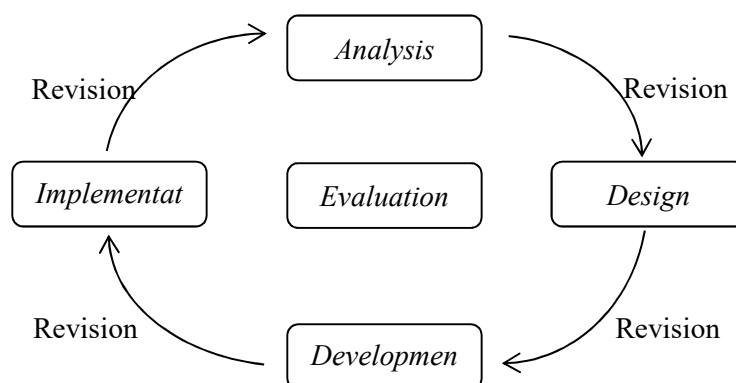 Analysis
Revision
Revision
Implementat
Evaluation
Design
Revision
Revision
Developmen